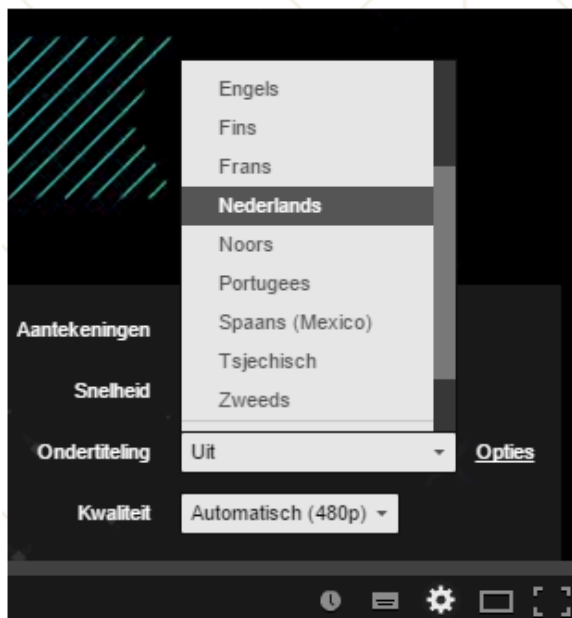 Engels
Fins
Frans
Nederlands
Noors
Portugees
Spaans (Mexico)
Tsjechisch
Zweeds
Aantekeningen
Snelheid
Ondertiteling Uit Opties
Kwaliteit Automatisch (480p)